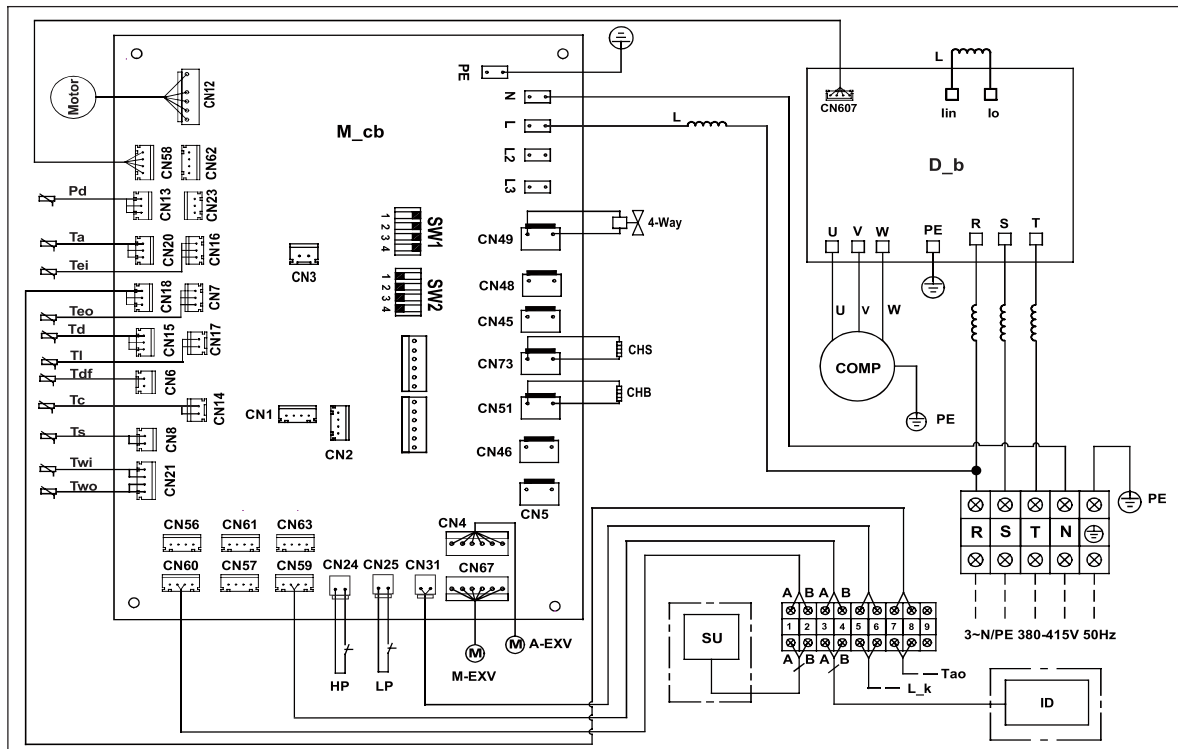 Motor
CN12
PE
N
L
L2
L3
M_cb
L
L
Iin
Io
CN607
D_b
U
V
W
PE
R
S
T
U
V
W
COMP
PE
CN58
CN62
Pd
CN13
CN23
Ta
CN20
CN16
Tei
CN18
CN7
Teo
Td
CN15
CN17
Tl
Tdf
CN6
Tc
CN14
Ts
CN8
Twi
Two
CN21
CN3
1 2 3 4
SW1
1 2 3 4
SW2
CN1
CN2
CN49
4-Way
CN48
CN45
CN73
CHS
CN51
CHB
CN46
CN5
CN56
CN61
CN63
CN4
CN60
CN57
CN59
CN24
CN25
CN31
CN67
HP
LP
M
M-EXV
M
A-EXV
R
S
T
N
PE
3~N/PE 380-415V 50Hz
A B A B
1 2 3 4 5 6 7 8 9
A B A B
SU
Tao
L_k
ID